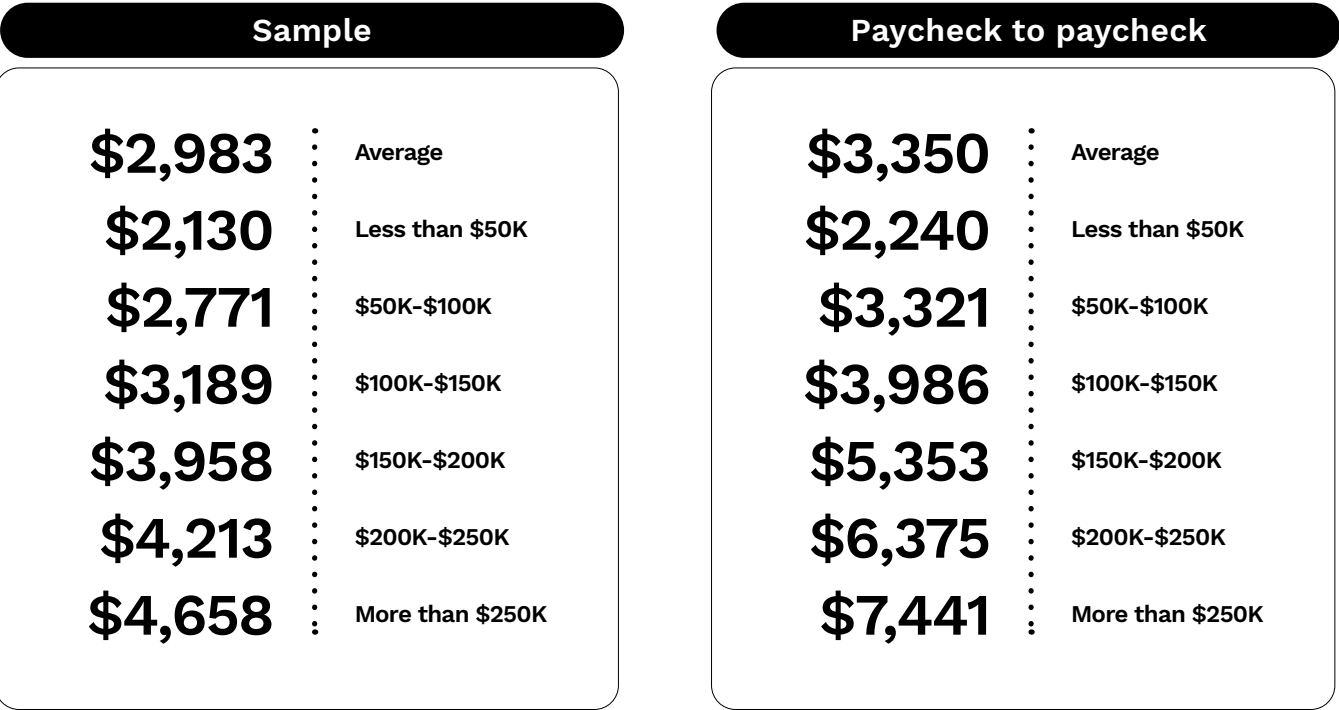 Sample
$2,983 Average
$2,130 Less than $50K
$2,771 $50K-$100K
$3,189 $100K-$150K
$3,958 $150K-$200K
$4,213 $200K-$250K
$4,658 More than $250K
Paycheck to paycheck
$3,350 Average
$2,240 Less than $50K
$3,321 $50K-$100K
$3,986 $100K-$150K
$5,353 $150K-$200K
$6,375 $200K-$250K
$7,441 More than $250K